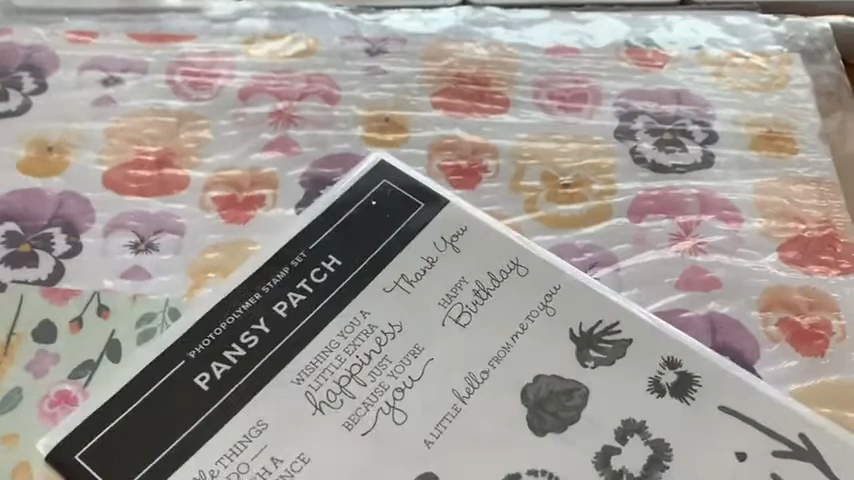 PHOTOPOLYMER STAMP SET
PANSY PATCH
Thank You
HAPPY
Birthday
WISHING YOU A
LITTLE EXTRA
happiness
JUST
BECAUSE YOU'RE
you
A LITTLE hello FROM me TO you
THINGS